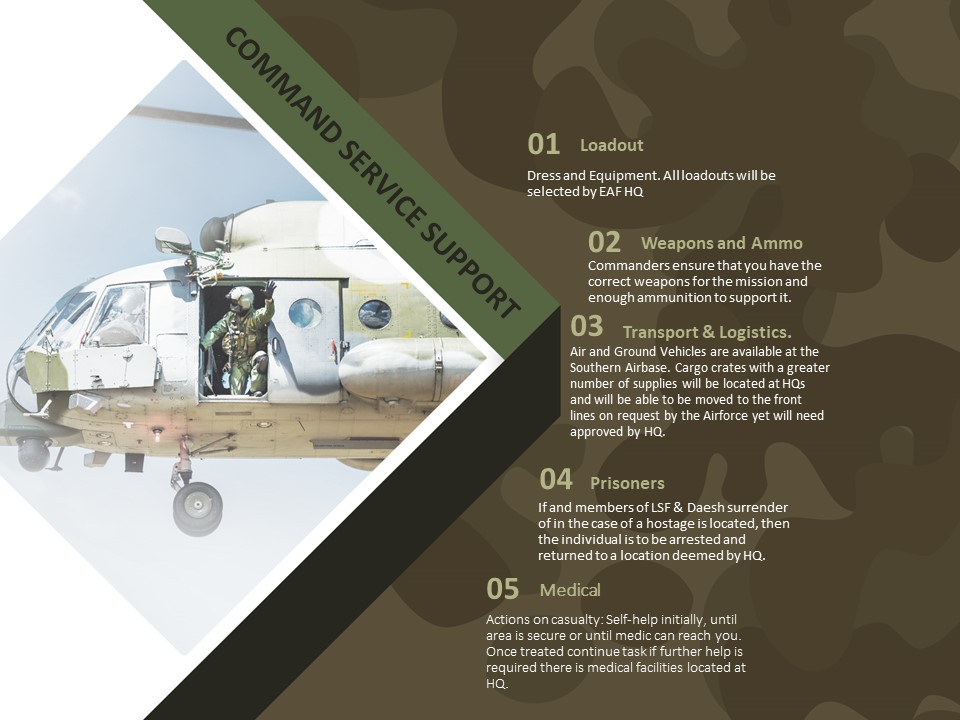 COMMAND SERVICE SUPPORT
01 Loadout
Dress and Equipment. All loadouts will be
selected by EAF HQ
02 Weapons and Ammo
Commanders ensure that you have the
correct weapons for the mission and
enough ammunition to support it.
03 Transport & Logistics.
Air and Ground Vehicles are available at the
Southern Airbase. Cargo crates with a greater
number of supplies will be located at HQs
and will be able to be moved to the front
lines on request by the Airforce yet will need
approved by HQ.
04 Prisoners
If and members of LSF & Daesh surrender
of in the case of a hostage is located, then
the individual is to be arrested and
returned to a location deemed by HQ.
05 Medical
Actions on casualty: Self-help initially, until
area is secure or until medic can reach you.
Once treated continue task if further help is
required there is medical facilities located at
HQ.